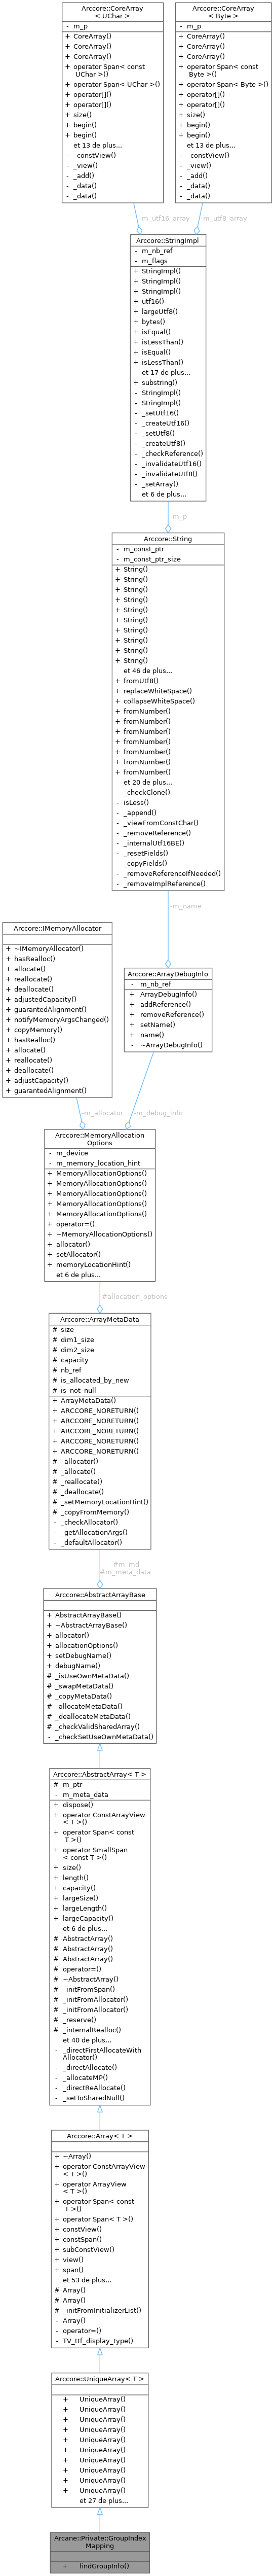 Arccore::CoreArray
< UChar >
- m_p
+ CoreArray()
+ CoreArray()
+ CoreArray()
+ operator Span< const
UChar >()
+ operator Span< UChar >()
+ operator[]()
+ operator[]()
+ size()
+ begin()
+ begin()
et 13 de plus...
- _constView()
- _view()
- _add()
- _data()
- _data()
Arccore::CoreArray
< Byte >
- m_p
+ CoreArray()
+ CoreArray()
+ CoreArray()
+ operator Span< const
Byte >()
+ operator Span< Byte >()
+ operator[]()
+ operator[]()
+ size()
+ begin()
+ begin()
et 13 de plus...
- _constView()
- _view()
- _add()
- _data()
- _data()
-m_utf16_array
-m_utf8_array
Arccore::StringImpl
- m_nb_ref
- m_flags
+ StringImpl()
+ StringImpl()
+ StringImpl()
+ utf16()
+ largeUtf8()
+ bytes()
+ isEqual()
+ isLessThan()
+ isEqual()
+ isLessThan()
et 17 de plus...
+ substring()
- StringImpl()
- StringImpl()
- _setUtf16()
- _createUtf16()
- _setUtf8()
- _createUtf8()
- _checkReference()
- _invalidateUtf16()
- _invalidateUtf8()
- _setArray()
et 6 de plus...
-m_p
Arccore::String
- m_const_ptr
- m_const_ptr_size
+ String()
+ String()
+ String()
+ String()
+ String()
+ String()
+ String()
+ String()
+ String()
+ String()
et 46 de plus...
+ fromUtf8()
+ replaceWhiteSpace()
+ collapseWhiteSpace()
+ fromNumber()
+ fromNumber()
+ fromNumber()
+ fromNumber()
+ fromNumber()
+ fromNumber()
+ fromNumber()
et 20 de plus...
- _checkClone()
- isLess()
- _append()
- _viewFromConstChar()
- _removeReference()
- _internalUtf16BE()
- _resetFields()
- _copyFields()
- _removeReferenceIfNeeded()
- _removeImplReference()
-m_name
Arccore::IMemoryAllocator
+ ~IMemoryAllocator()
+ hasRealloc()
+ allocate()
+ reallocate()
+ deallocate()
+ adjustedCapacity()
+ guarantedAlignment()
+ notifyMemoryArgsChanged()
+ copyMemory()
+ hasRealloc()
+ allocate()
+ reallocate()
+ deallocate()
+ adjustCapacity()
+ guarantedAlignment()
Arccore::ArrayDebugInfo
- m_nb_ref
+ ArrayDebugInfo()
+ addReference()
+ removeReference()
+ setName()
+ name()
- ~ArrayDebugInfo()
-m_allocator
-m_debug_info
Arccore::MemoryAllocation
Options
- m_device
- m_memory_location_hint
+ MemoryAllocationOptions()
+ MemoryAllocationOptions()
+ MemoryAllocationOptions()
+ MemoryAllocationOptions()
+ MemoryAllocationOptions()
+ operator=()
+ ~MemoryAllocationOptions()
+ allocator()
+ setAllocator()
+ memoryLocationHint()
et 6 de plus...
#allocation_options
Arccore::ArrayMetaData
# size
# dim1_size
# dim2_size
# capacity
# nb_ref
# is_allocated_by_new
# is_not_null
+ ArrayMetaData()
+ ARCCORE_NORETURN()
+ ARCCORE_NORETURN()
+ ARCCORE_NORETURN()
+ ARCCORE_NORETURN()
+ ARCCORE_NORETURN()
# _allocator()
# _allocate()
# _reallocate()
# _deallocate()
# _setMemoryLocationHint()
# _copyFromMemory()
- _checkAllocator()
- _getAllocationArgs()
- _defaultAllocator()
#m_md
#m_meta_data
Arccore::AbstractArrayBase
+ AbstractArrayBase()
+ ~AbstractArrayBase()
+ allocator()
+ allocationOptions()
+ setDebugName()
+ debugName()
# _isUseOwnMetaData()
# _swapMetaData()
# _copyMetaData()
# _allocateMetaData()
# _deallocateMetaData()
# _checkValidSharedArray()
- _checkSetUseOwnMetaData()
Arccore::AbstractArray< T >
# m_ptr
- m_meta_data
+ dispose()
+ operator ConstArrayView
< T >()
+ operator Span< const
T >()
+ operator SmallSpan
< const T >()
+ size()
+ length()
+ capacity()
+ largeSize()
+ largeLength()
+ largeCapacity()
et 6 de plus...
# AbstractArray()
# AbstractArray()
# AbstractArray()
# operator=()
# ~AbstractArray()
# _initFromSpan()
# _initFromAllocator()
# _initFromAllocator()
# _reserve()
# _internalRealloc()
et 40 de plus...
- _directFirstAllocateWith
Allocator()
- _directAllocate()
- _allocateMP()
- _directReAllocate()
- _setToSharedNull()
Arccore::Array< T >
+ ~Array()
+ operator ConstArrayView
< T >()
+ operator ArrayView
< T >()
+ operator Span< const
T >()
+ operator Span< T >()
+ constView()
+ constSpan()
+ subConstView()
+ view()
+ span()
et 53 de plus...
# Array()
# Array()
# _initFromInitializerList()
- Array()
- operator=()
- TV_ttf_display_type()
Arccore::UniqueArray< T >
+ UniqueArray()
+ UniqueArray()
+ UniqueArray()
+ UniqueArray()
+ UniqueArray()
+ UniqueArray()
+ UniqueArray()
+ UniqueArray()
+ UniqueArray()
+ UniqueArray()
et 27 de plus...
Arcane::Private::GroupIndex
Mapping
+ findGroupInfo()